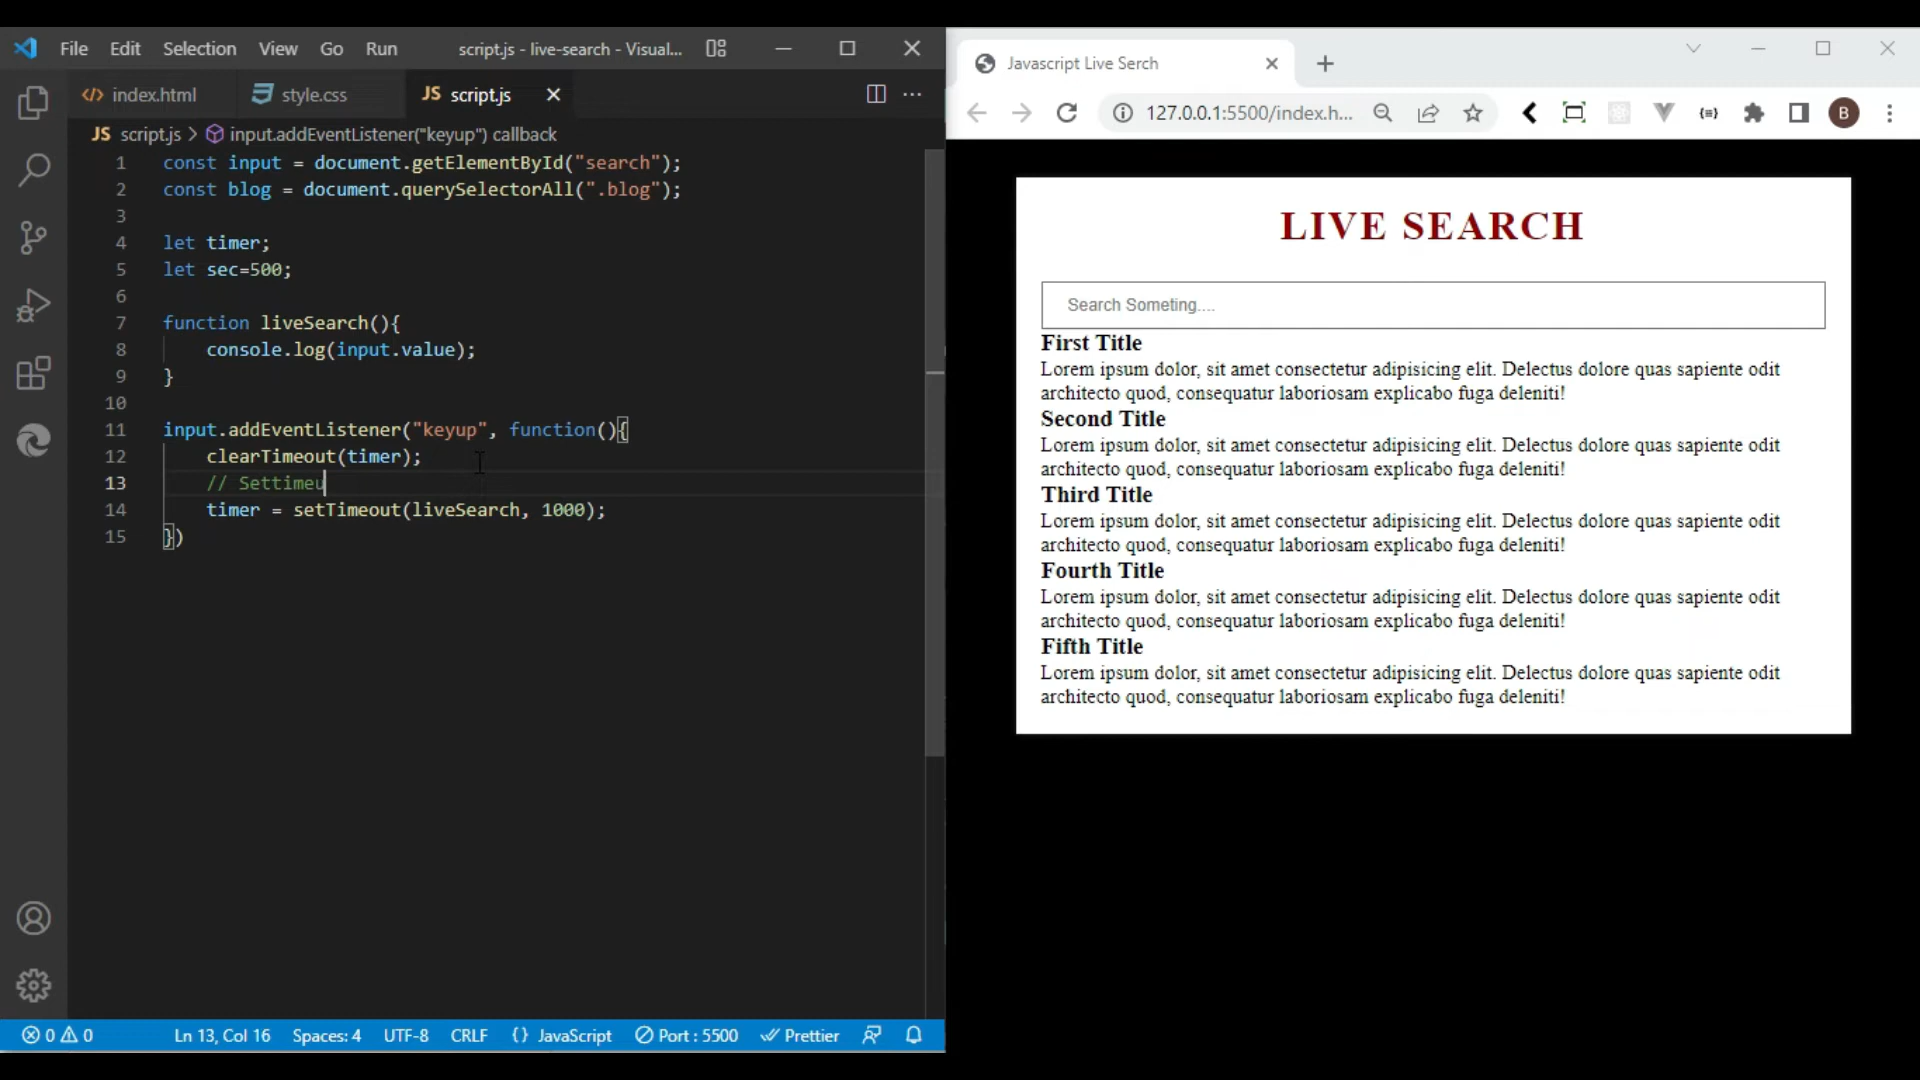 File Edit Selection View Go Run script.js - live-search - Visual...
index.html style.css JS script.js
JS script.js > input.addEventListener("keyup") callback
1 const input = document.getElementById("search");
2 const blog = document.querySelectorAll(".blog");
3
4 let timer;
5 let sec=500;
6
7 function liveSearch(){
8 console.log(input.value);
9 }
10
11 input.addEventListener("keyup", function(){
12 clearTimeout(timer);
13 // Settimeu
14 timer = setTimeout(liveSearch, 1000);
15 })
0 0 Ln 13, Col 16 Spaces: 4 UTF-8 CRLF {} JavaScript Port : 5500 Prettier
Javascript Live Serch
127.0.0.1:5500/index.h... B
LIVE SEARCH
Search Someting....
First Title
Lorem ipsum dolor, sit amet consectetur adipisicing elit. Delectus dolore quas sapiente odit
architecto quod, consequatur laboriosam explicabo fuga deleniti!
Second Title
Lorem ipsum dolor, sit amet consectetur adipisicing elit. Delectus dolore quas sapiente odit
architecto quod, consequatur laboriosam explicabo fuga deleniti!
Third Title
Lorem ipsum dolor, sit amet consectetur adipisicing elit. Delectus dolore quas sapiente odit
architecto quod, consequatur laboriosam explicabo fuga deleniti!
Fourth Title
Lorem ipsum dolor, sit amet consectetur adipisicing elit. Delectus dolore quas sapiente odit
architecto quod, consequatur laboriosam explicabo fuga deleniti!
Fifth Title
Lorem ipsum dolor, sit amet consectetur adipisicing elit. Delectus dolore quas sapiente odit
architecto quod, consequatur laboriosam explicabo fuga deleniti!